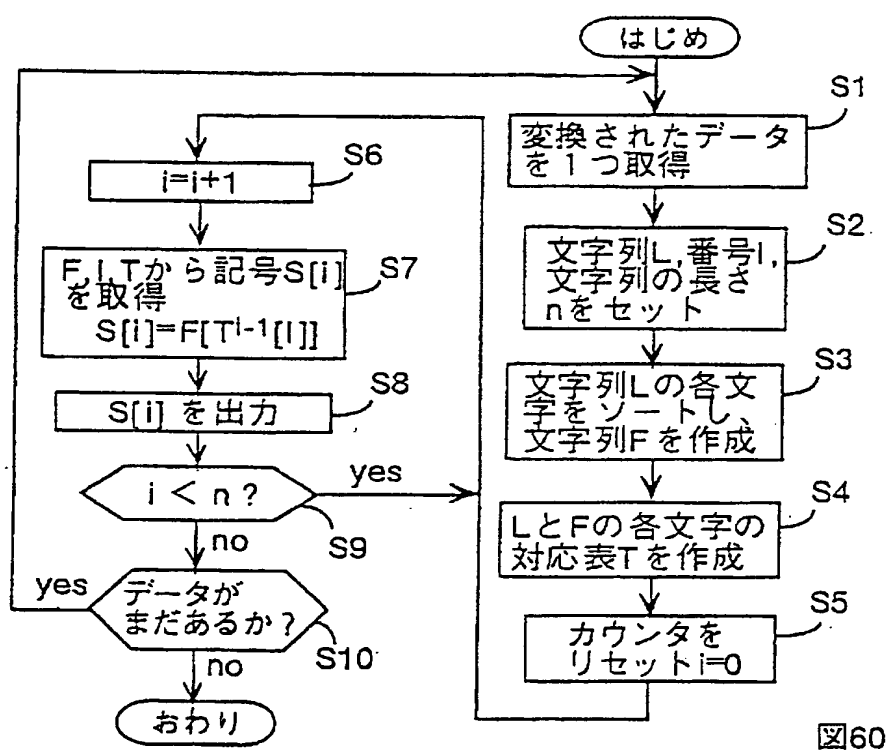 はじめ
S1
変換されたデータ
を1つ取得
S2
文字列L,番号I,
文字列の長さ
nをセット
S3
文字列Lの各文
字をソートし、
文字列Fを作成
S4
LとFの各文字の
対応表Tを作成
S5
カウンタを
リセットi=0
S6
i=i+1
S7
F,I,Tから記号S[i]
を取得
S[i]=F[T^{i-1}[I]]
S8
S[i] を出力
S9
i < n ?
yes
no
S10
データが
まだあるか?
yes
no
おわり
図60